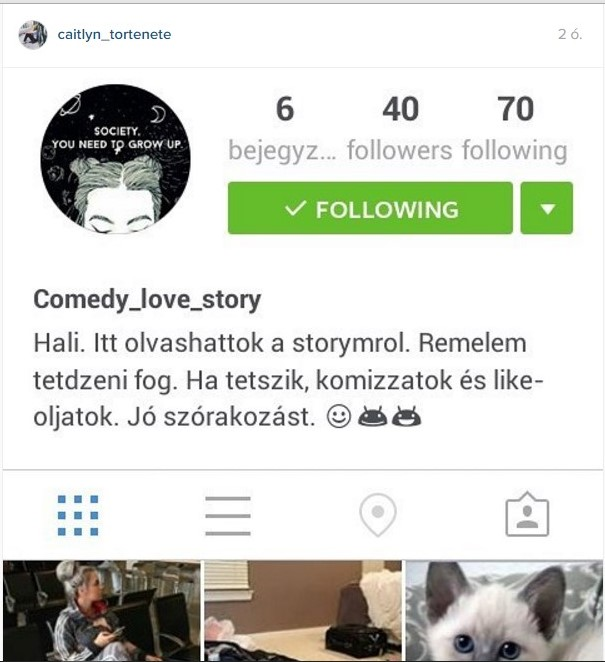 caitlyn_tortenete
2 ó.
SOCIETY,
YOU NEED TO GROW UP
6 40 70
bejegyz... followers following
FOLLOWING
Comedy_love_story
Hali. Itt olvashattok a storymrol. Remelem
tetdzeni fog. Ha tetszik, komizzatok és like-
oljatok. Jó szórakozást.